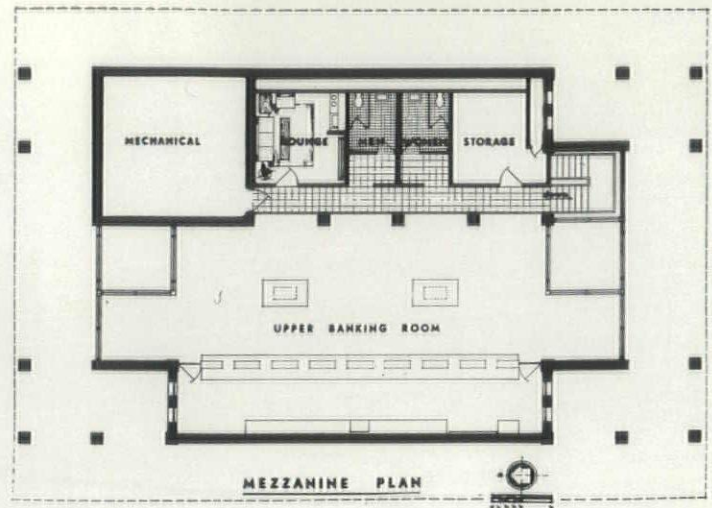 MECHANICAL
LOUNGE
MEN
WOMEN
STORAGE
UPPER BANKING ROOM
MEZZANINE PLAN